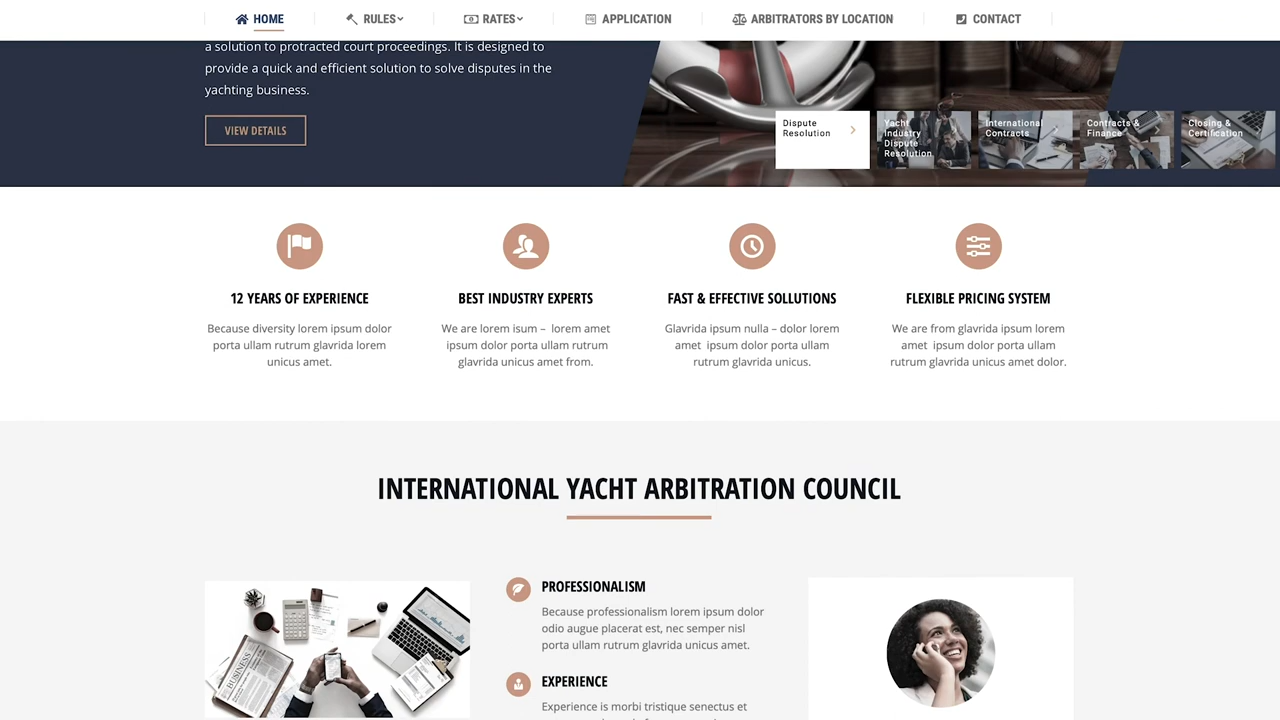 HOME
RULES
RATES
APPLICATION
ARBITRATORS BY LOCATION
CONTACT
a solution to protracted court proceedings. It is designed to
provide a quick and efficient solution to solve disputes in the
yachting business.
VIEW DETAILS
Dispute
Resolution
Yacht
Industry
Dispute
Resolution
International
Contracts
Contracts &
Finance
Closing &
Certification
12 YEARS OF EXPERIENCE
Because diversity lorem ipsum dolor
porta ullam rutrum glavrida lorem
unicus amet.
BEST INDUSTRY EXPERTS
We are lorem isum – lorem amet
ipsum dolor porta ullam rutrum
glavrida unicus amet from.
FAST & EFFECTIVE SOLLUTIONS
Glavrida ipsum nulla – dolor lorem
amet ipsum dolor porta ullam
rutrum glavrida unicus.
FLEXIBLE PRICING SYSTEM
We are from glavrida ipsum lorem
amet ipsum dolor porta ullam
rutrum glavrida unicus amet dolor.
INTERNATIONAL YACHT ARBITRATION COUNCIL
BUSINESS
PROFESSIONALISM
Because professionalism lorem ipsum dolor
odio augue placerat est, nec semper nisl
porta ullam rutrum glavrida unicus amet.
EXPERIENCE
Experience is morbi tristique senectus et